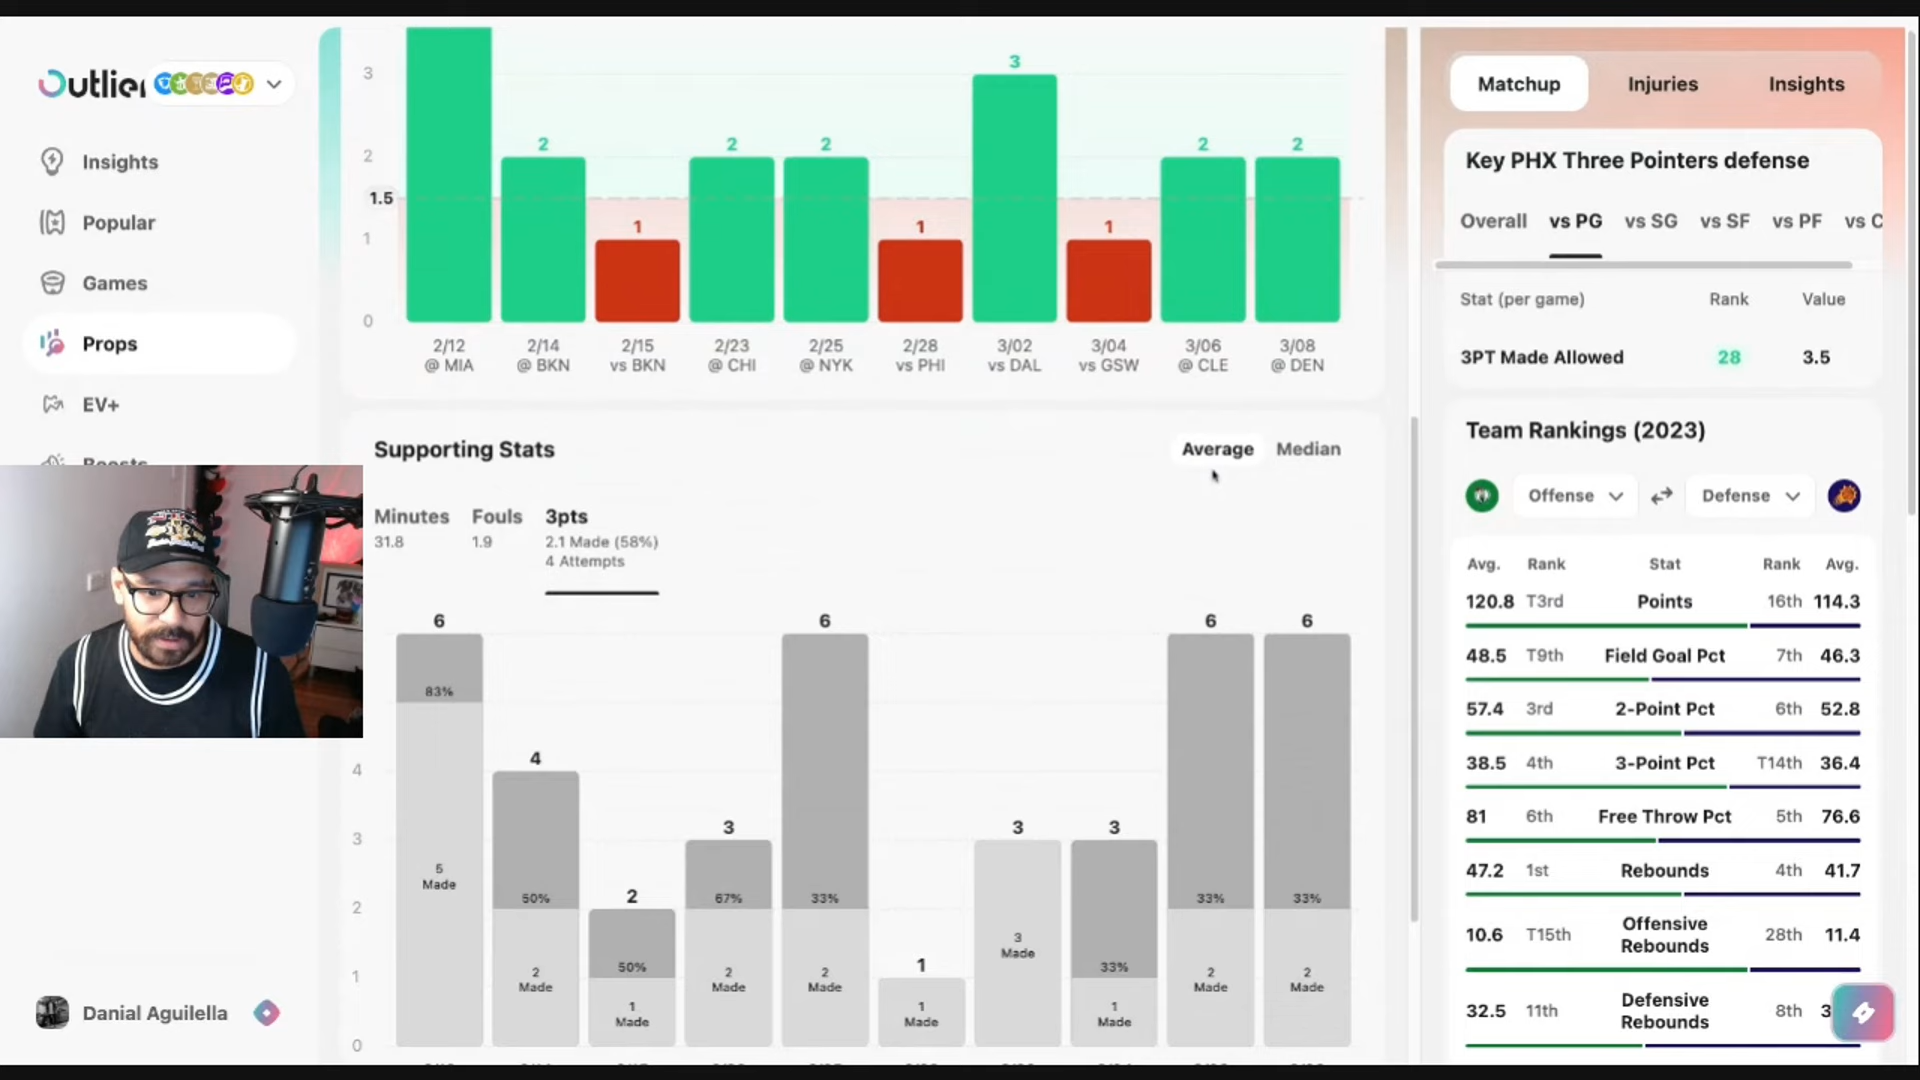 Outlier
Insights
Popular
Games
Props
EV+
Boosts
Danial Aguilella
3
2
1.5
1
0
2
1
2
2
1
3
1
2
2
2/12
@ MIA
2/14
@ BKN
2/15
vs BKN
2/23
@ CHI
2/25
@ NYK
2/28
vs PHI
3/02
vs DAL
3/04
vs GSW
3/06
@ CLE
3/08
@ DEN
Supporting Stats
Average Median
Minutes
31.8
Fouls
1.9
3pts
2.1 Made (58%)
4 Attempts
4
3
2
1
0
6
83%
5
Made
4
50%
2
Made
2
50%
1
Made
3
67%
2
Made
6
33%
2
Made
1
1
Made
3
3
Made
3
33%
1
Made
6
33%
2
Made
6
33%
2
Made
Matchup Injuries Insights
Key PHX Three Pointers defense
Overall vs PG vs SG vs SF vs PF vs C
Stat (per game) Rank Value
3PT Made Allowed 28 3.5
Team Rankings (2023)
Offense Defense
Avg. Rank Stat Rank Avg.
120.8 T3rd Points 16th 114.3
48.5 T9th Field Goal Pct 7th 46.3
57.4 3rd 2-Point Pct 6th 52.8
38.5 4th 3-Point Pct T14th 36.4
81 6th Free Throw Pct 5th 76.6
47.2 1st Rebounds 4th 41.7
10.6 T15th Offensive Rebounds 28th 11.4
32.5 11th Defensive Rebounds 8th 3